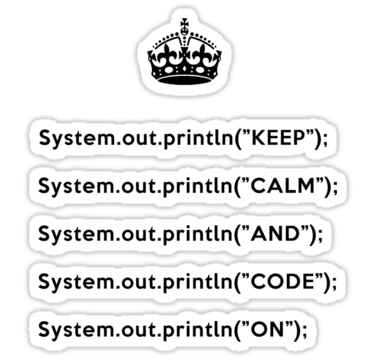 System.out.println(”KEEP”);
System.out.println(”CALM”);
System.out.println(”AND”);
System.out.println(”CODE”);
System.out.println(”ON”);